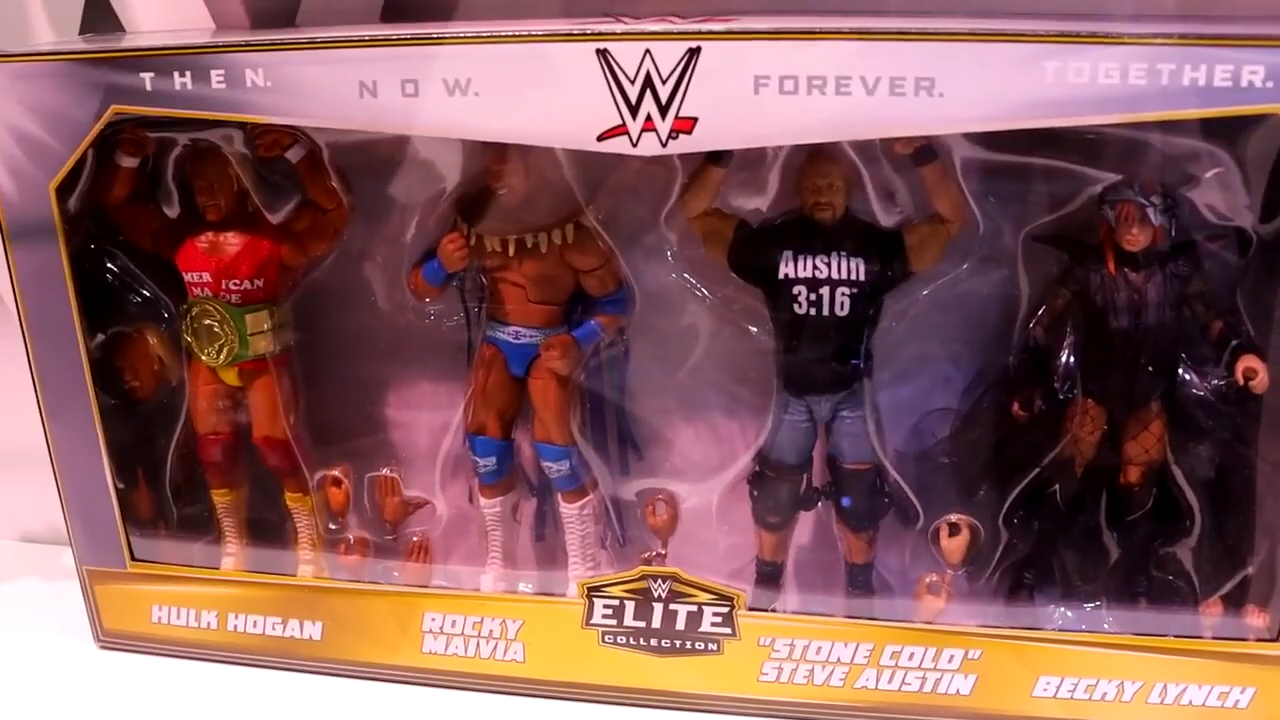 THEN. NOW. W FOREVER. TOGETHER.
MER ICAN
MA DE
Austin
3:16
W
ELITE
COLLECTION
HULK HOGAN
ROCKY
MAIVIA
"STONE COLD"
STEVE AUSTIN
BECKY LYNCH